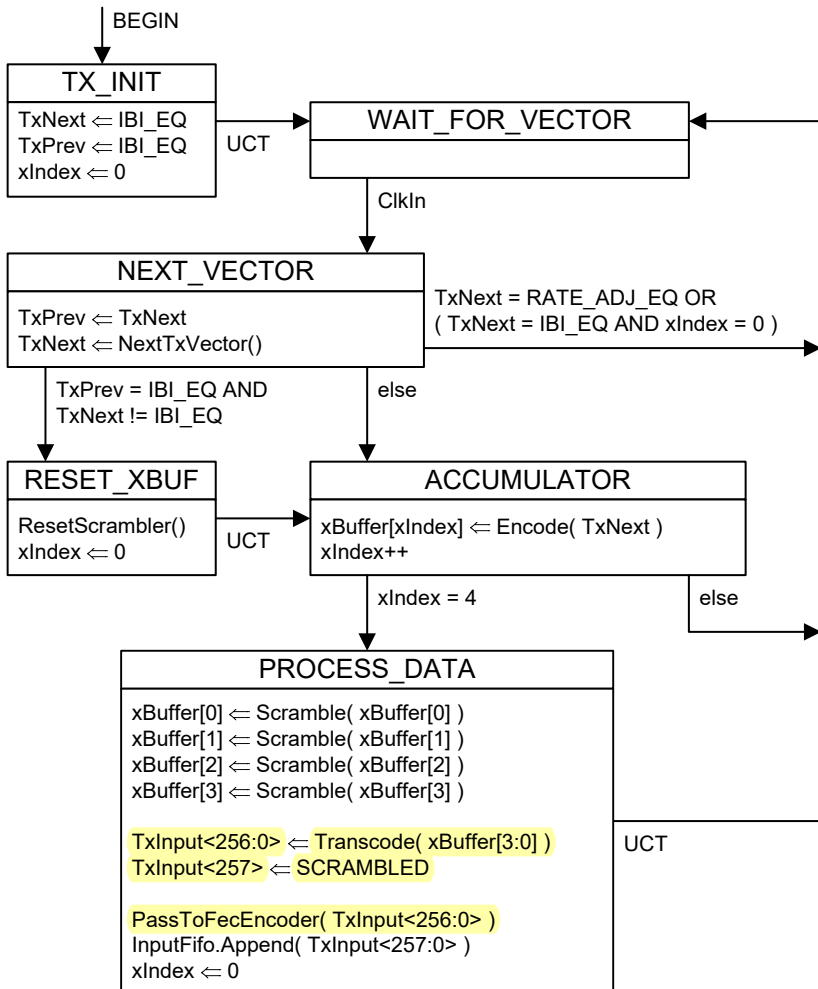 BEGIN
TX_INIT
TxNext ⇐ IBI_EQ
TxPrev ⇐ IBI_EQ
xIndex ⇐ 0
UCT
WAIT_FOR_VECTOR
ClkIn
NEXT_VECTOR
TxPrev ⇐ TxNext
TxNext ⇐ NextTxVector()
TxNext = RATE_ADJ_EQ OR
( TxNext = IBI_EQ AND xIndex = 0 )
TxPrev = IBI_EQ AND
TxNext != IBI_EQ
else
RESET_XBUF
ResetScrambler()
xIndex ⇐ 0
UCT
ACCUMULATOR
xBuffer[xIndex] ⇐ Encode( TxNext )
xIndex++
xIndex = 4
else
PROCESS_DATA
xBuffer[0] ⇐ Scramble( xBuffer[0] )
xBuffer[1] ⇐ Scramble( xBuffer[1] )
xBuffer[2] ⇐ Scramble( xBuffer[2] )
xBuffer[3] ⇐ Scramble( xBuffer[3] )
TxInput<256:0> ⇐ Transcode( xBuffer[3:0] )
TxInput<257> ⇐ SCRAMBLED
PassToFecEncoder( TxInput<256:0> )
InputFifo.Append( TxInput<257:0> )
xIndex ⇐ 0
UCT